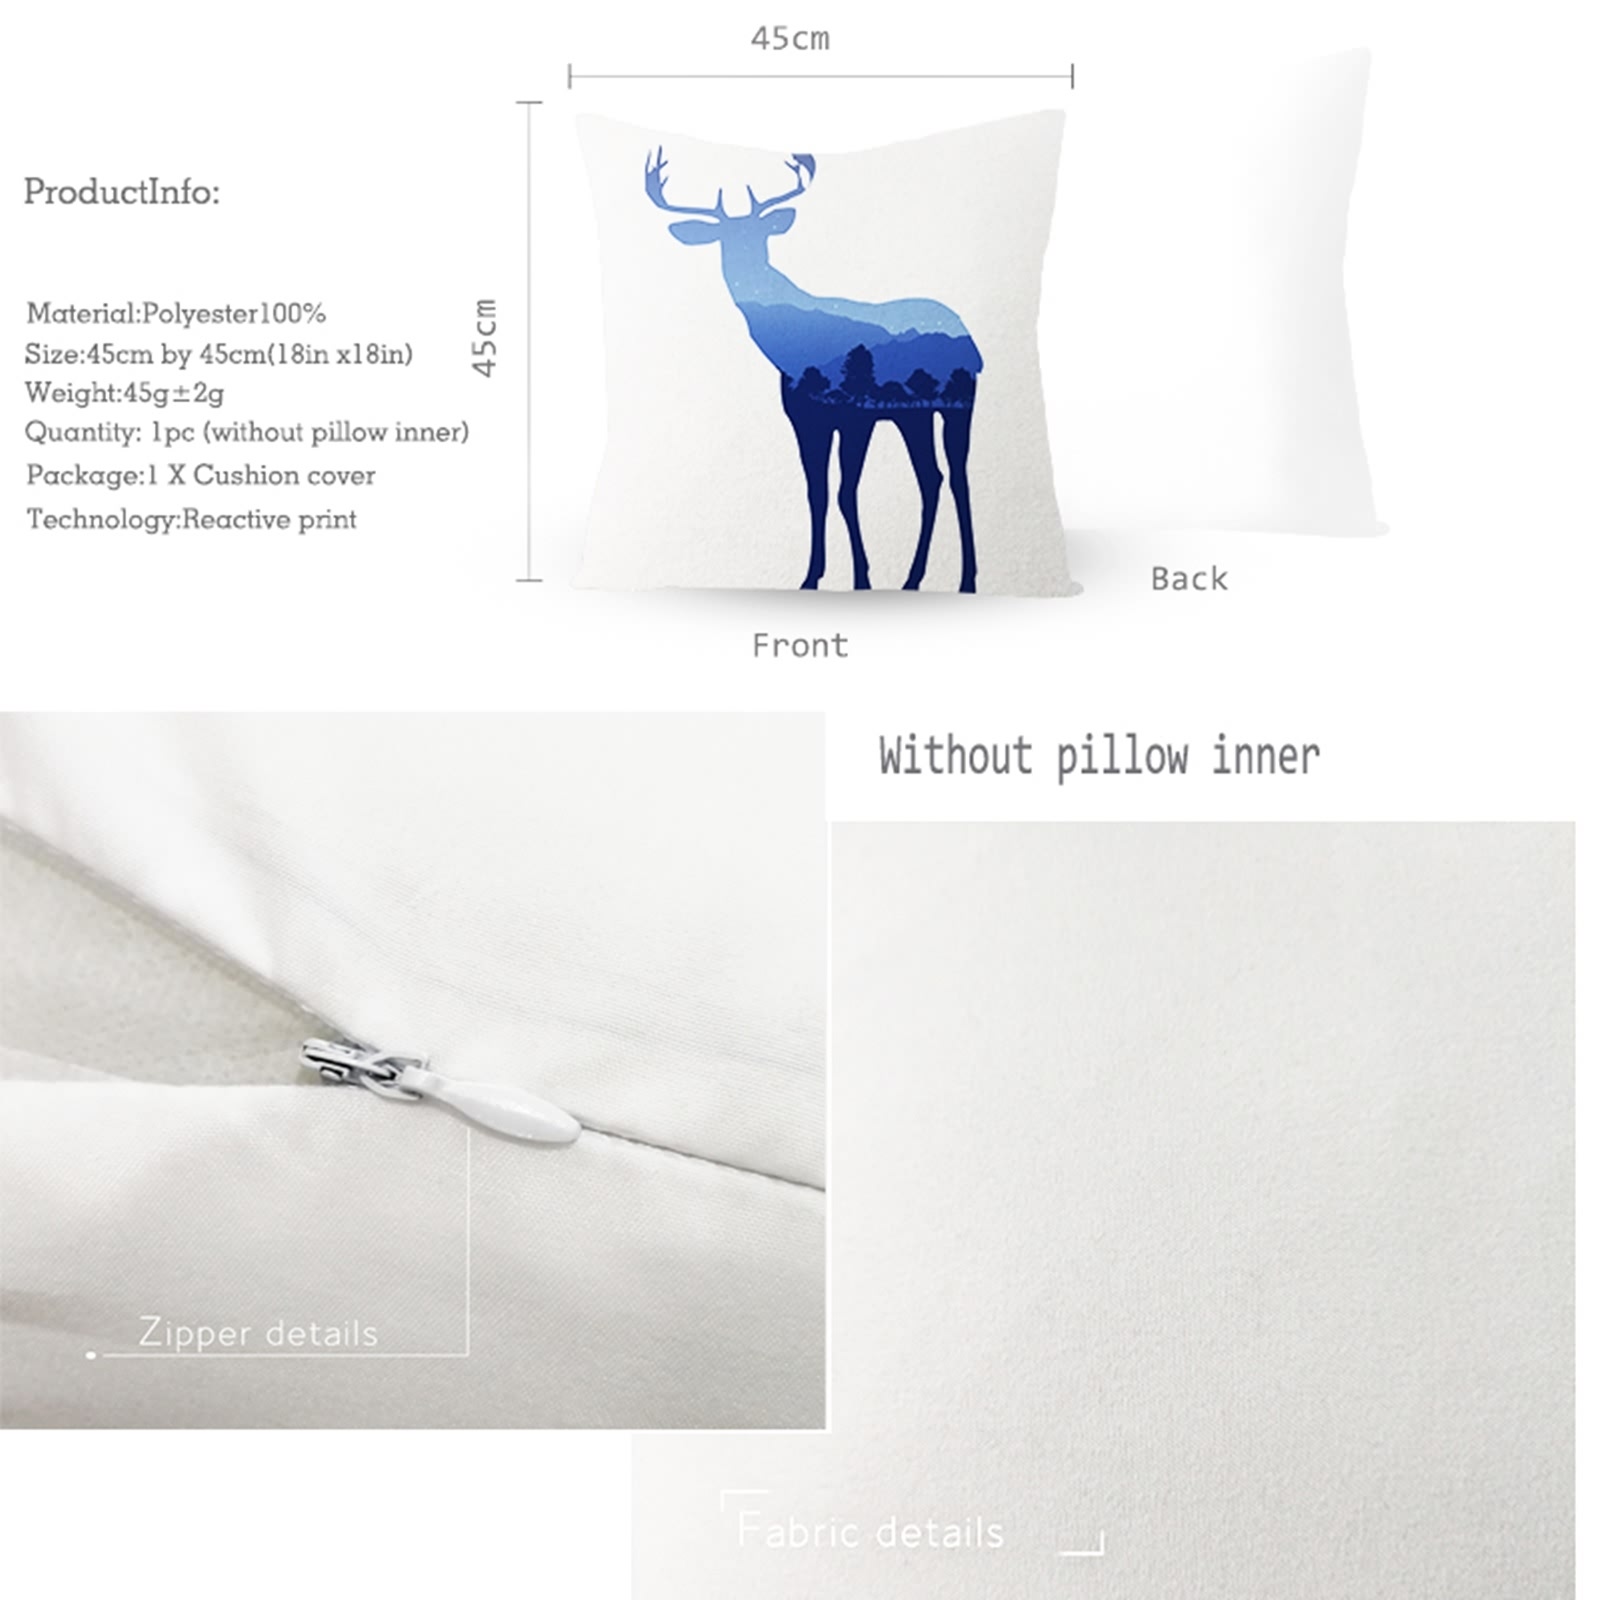 45cm
45cm
ProductInfo:
Material:Polyester100%
Size:45cm by 45cm(18in x18in)
Weight:45g±2g
Quantity: 1pc (without pillow inner)
Package:1 X Cushion cover
Technology:Reactive print
Back
Front
Without pillow inner
Zipper details
Fabric details